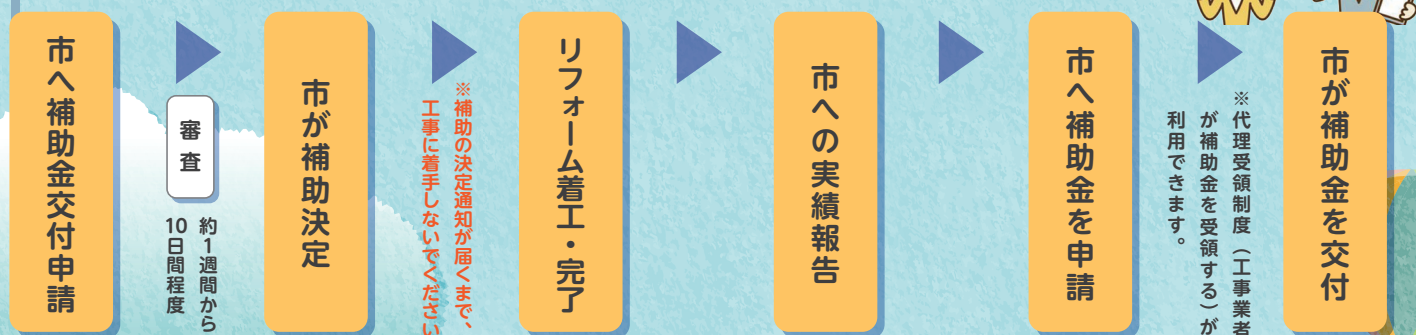 市へ補助金交付申請
審査
約1週間から
10日間程度
市が補助決定
※補助の決定通知が届くまで、
工事に着手しないでください
リフォーム着工・完了
市への実績報告
市へ補助金を申請
※代理受領制度（工事業者
が補助金を受領する）が
利用できます。
市が補助金を交付